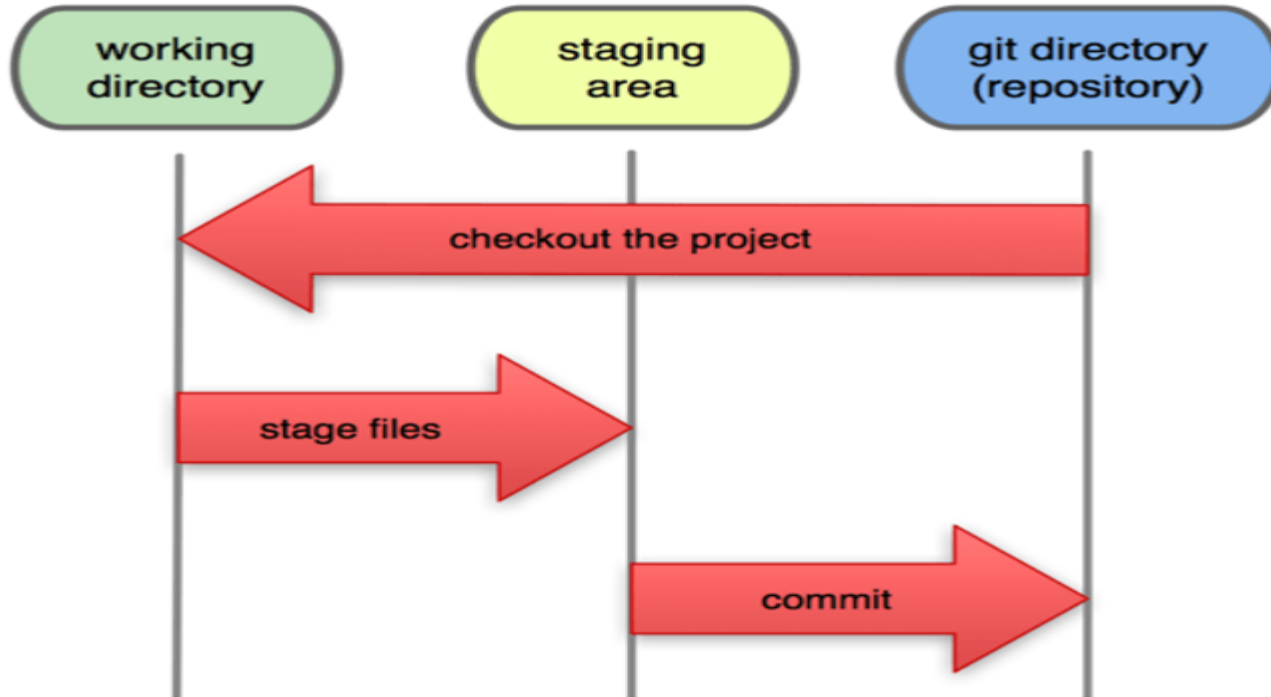 working
directory
staging
area
git directory
(repository)
checkout the project
stage files
commit